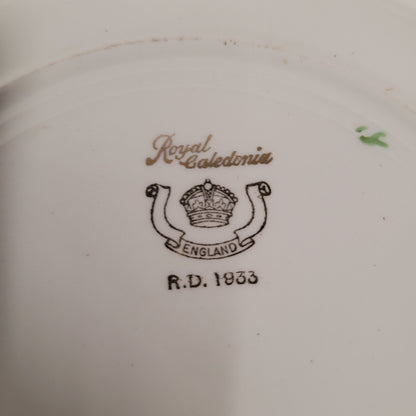 Royal
Caledonia
ENGLAND
R.D. 1933